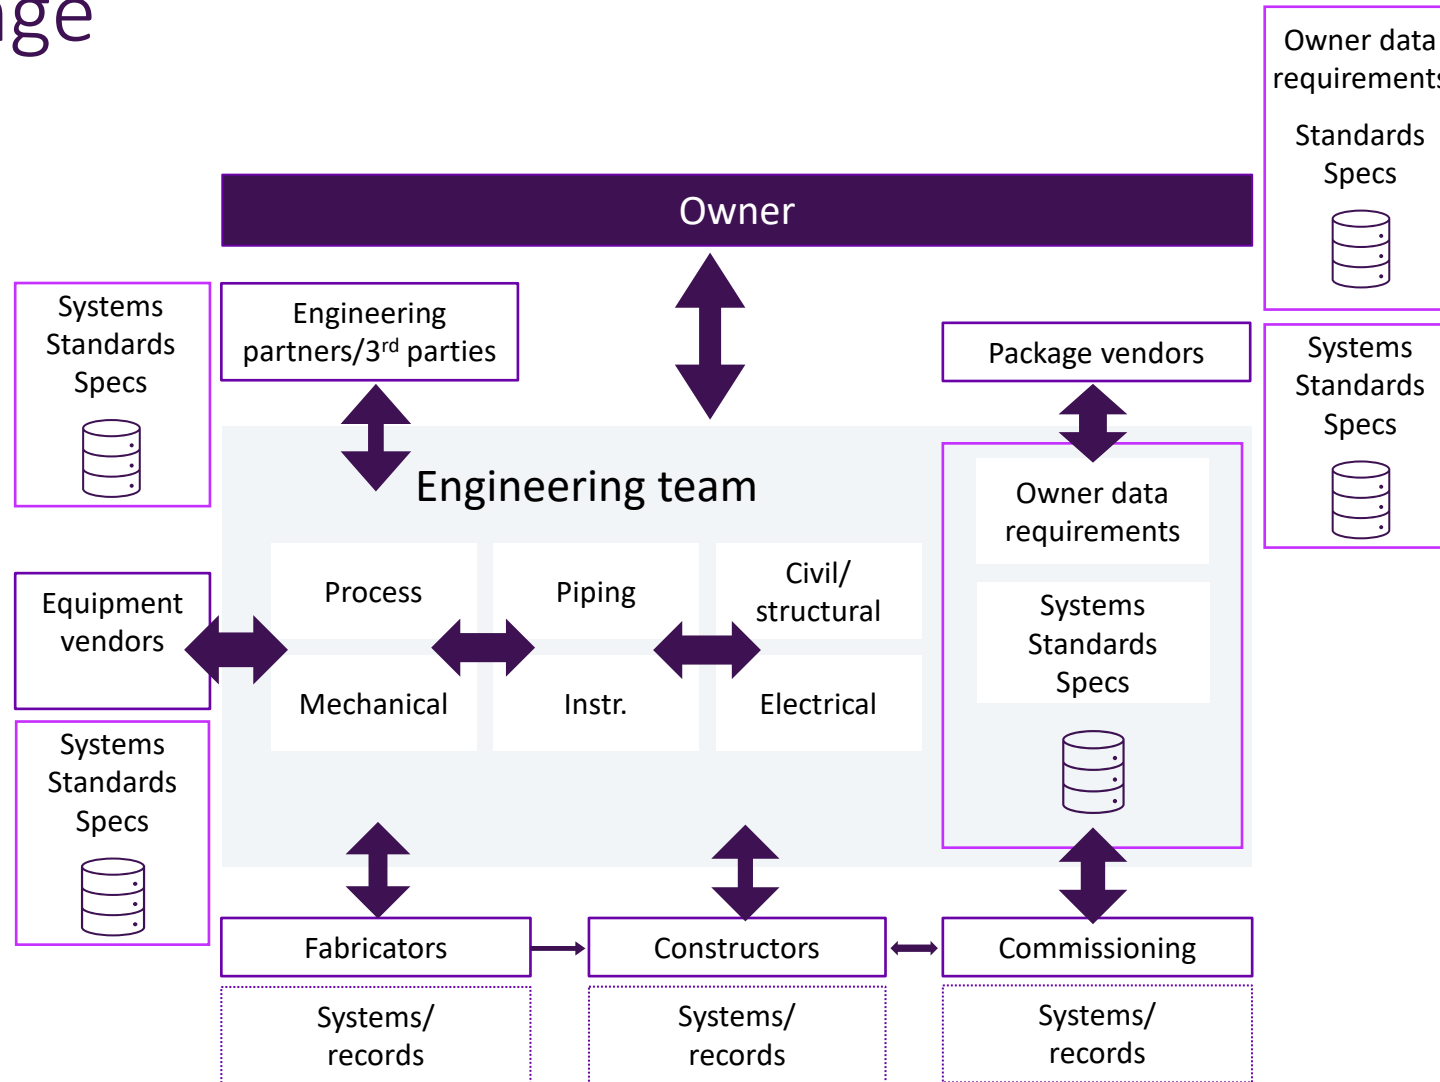 Owner data
requirements
Standards
Specs
Owner
Systems
Standards
Specs
Engineering
partners/3rd parties
Package vendors
Systems
Standards
Specs
Engineering team
Owner data
requirements
Process
Piping
Civil/
structural
Equipment
vendors
Systems
Standards
Specs
Mechanical
Instr.
Electrical
Systems
Standards
Specs
Fabricators
Constructors
Commissioning
Systems/
records
Systems/
records
Systems/
records